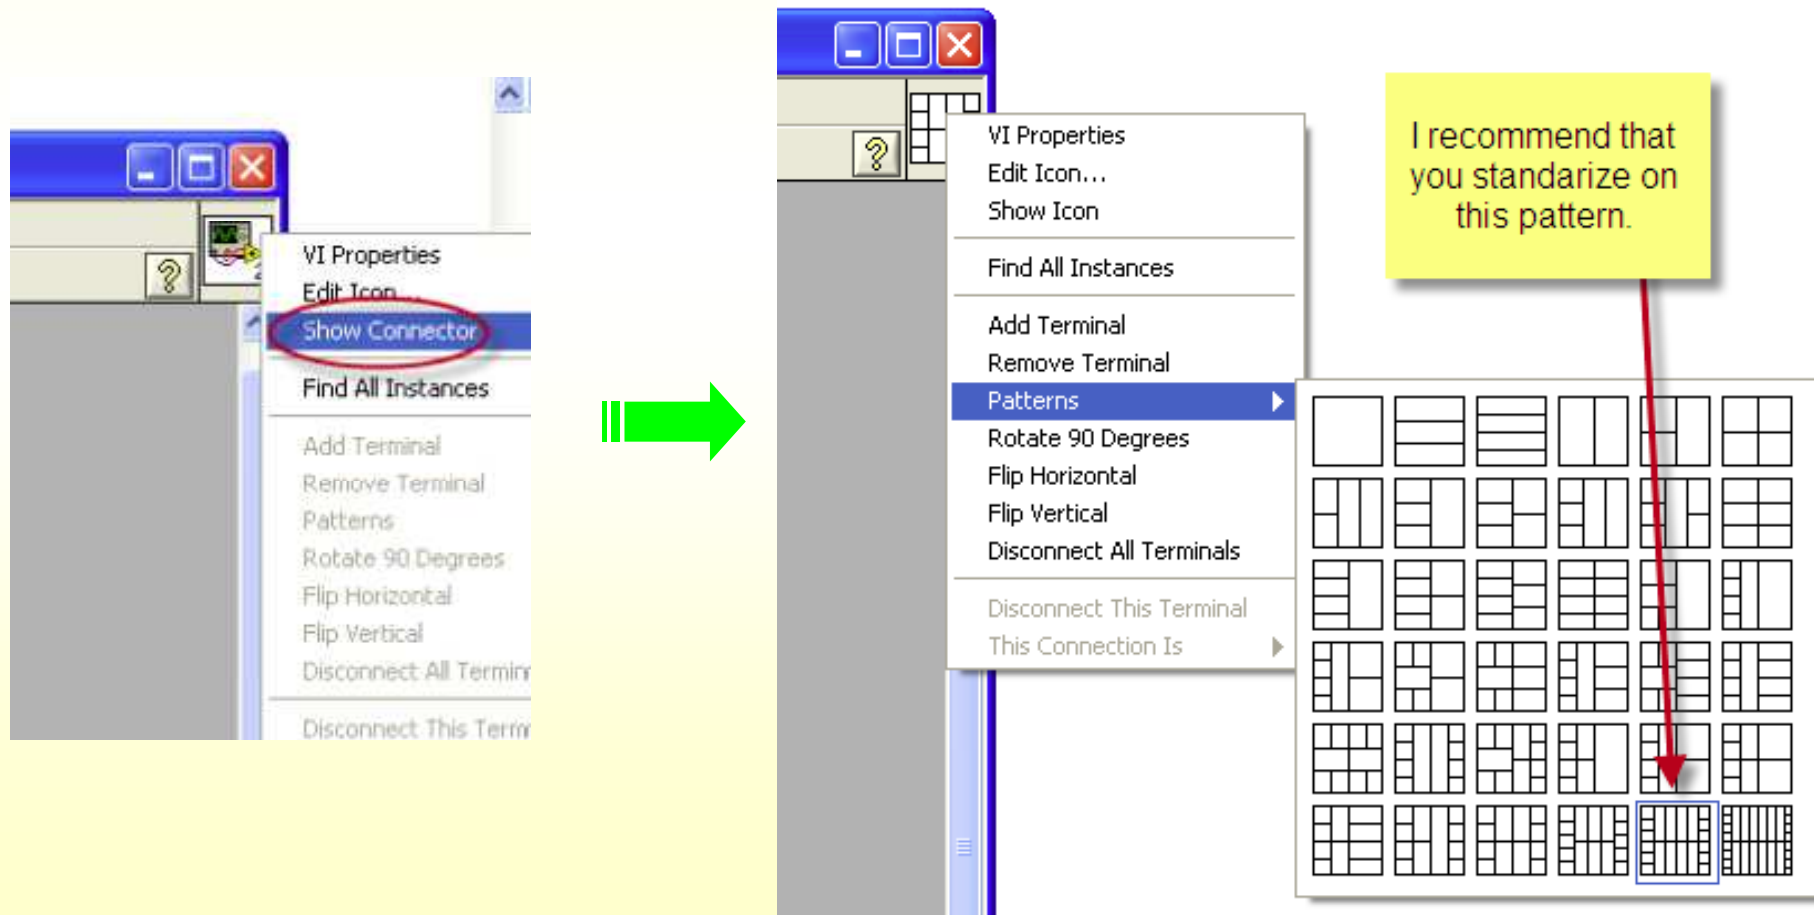 VI Properties
Edit Icon...
Show Connector
Find All Instances
Add Terminal
Remove Terminal
Patterns
Rotate 90 Degrees
Flip Horizontal
Flip Vertical
Disconnect All
Disconnect This
VI Properties
Edit Icon...
Show Icon
Find All Instances
Add Terminal
Remove Terminal
Patterns
Rotate 90 Degrees
Flip Horizontal
Flip Vertical
Disconnect All Terminals
Disconnect This Terminal
This Connection Is
I recommend that
you standarize on
this pattern.